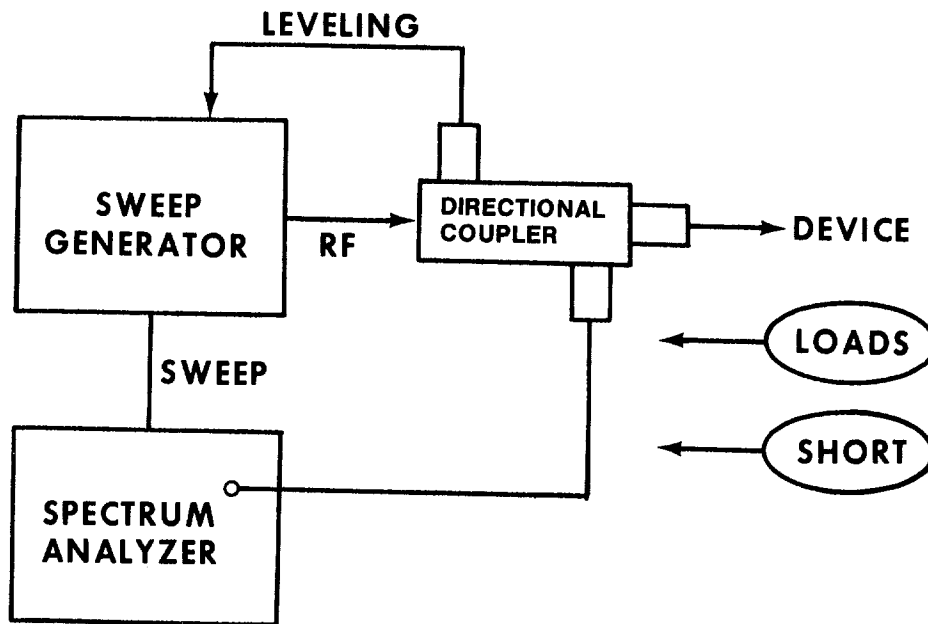 LEVELING
SWEEP
GENERATOR
RF
DIRECTIONAL
COUPLER
DEVICE
LOADS
SWEEP
SHORT
SPECTRUM
ANALYZER